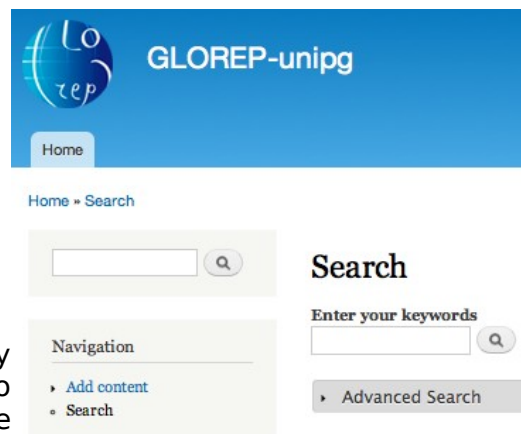 Lo
rep
GLOREP-unipg
Home
Home » Search
Navigation
Add content
Search
Search
Enter your keywords
Advanced Search
y
o
e